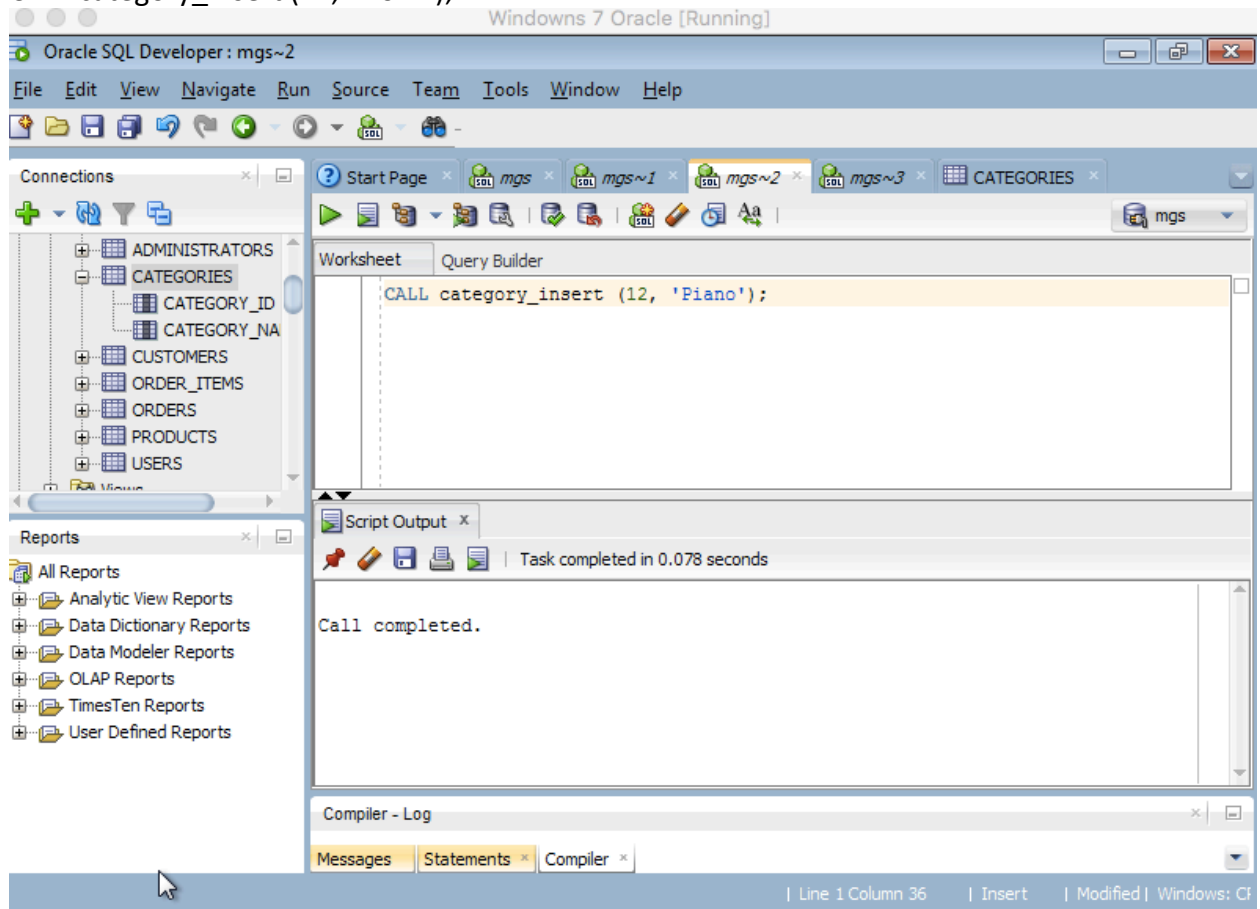 Windowns 7 Oracle [Running]
Oracle SQL Developer : mgs~2
File Edit View Navigate Run Source Team Tools Window Help
Connections
Start Page mgs mgs~1 mgs~2 mgs~3 CATEGORIES
mgs
ADMINISTRATORS
CATEGORIES
CATEGORY_ID
CATEGORY_NA
CUSTOMERS
ORDER_ITEMS
ORDERS
PRODUCTS
USERS
Views
Worksheet Query Builder
CALL category_insert (12, 'Piano');
Reports
All Reports
Analytic View Reports
Data Dictionary Reports
Data Modeler Reports
OLAP Reports
TimesTen Reports
User Defined Reports
Script Output x
Task completed in 0.078 seconds
Call completed.
Compiler - Log
Messages Statements Compiler
| Line 1 Column 36 | Insert | Modified | Windows: CF